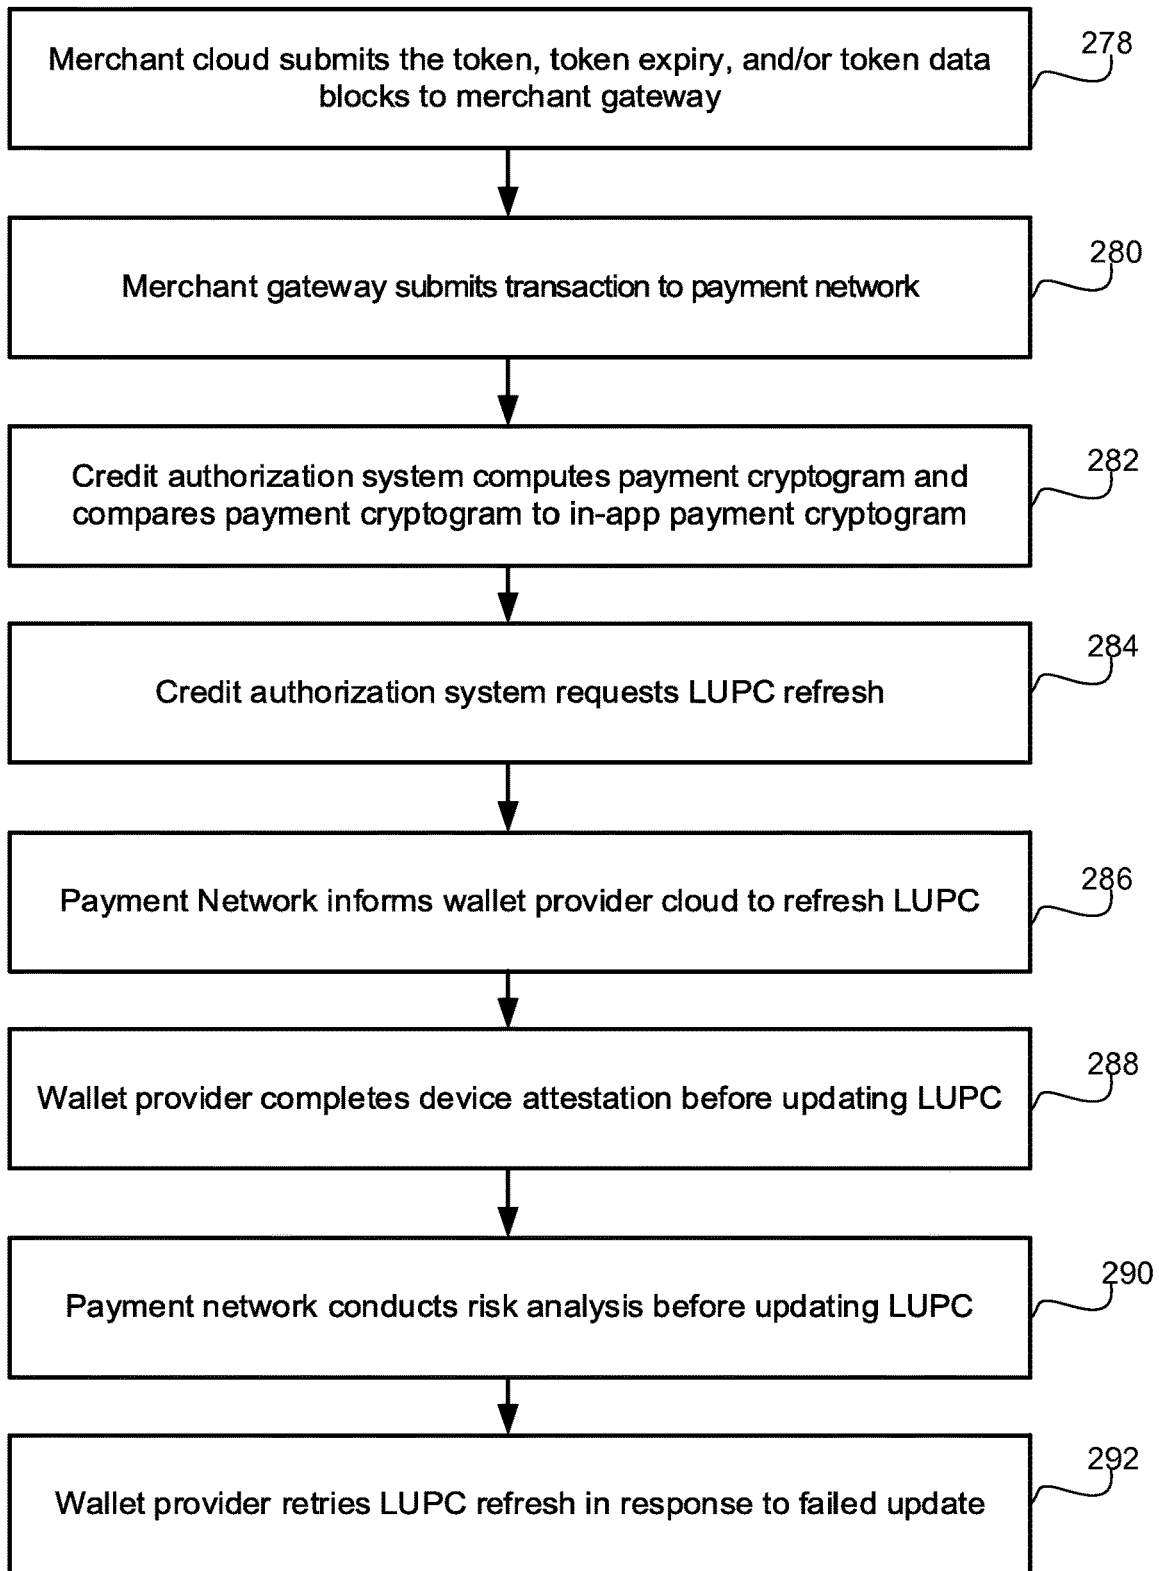 Merchant cloud submits the token, token expiry, and/or token data
blocks to merchant gateway
278
Merchant gateway submits transaction to payment network
280
Credit authorization system computes payment cryptogram and
compares payment cryptogram to in-app payment cryptogram
282
Credit authorization system requests LUPC refresh
284
Payment Network informs wallet provider cloud to refresh LUPC
286
Wallet provider completes device attestation before updating LUPC
288
Payment network conducts risk analysis before updating LUPC
290
Wallet provider retries LUPC refresh in response to failed update
292